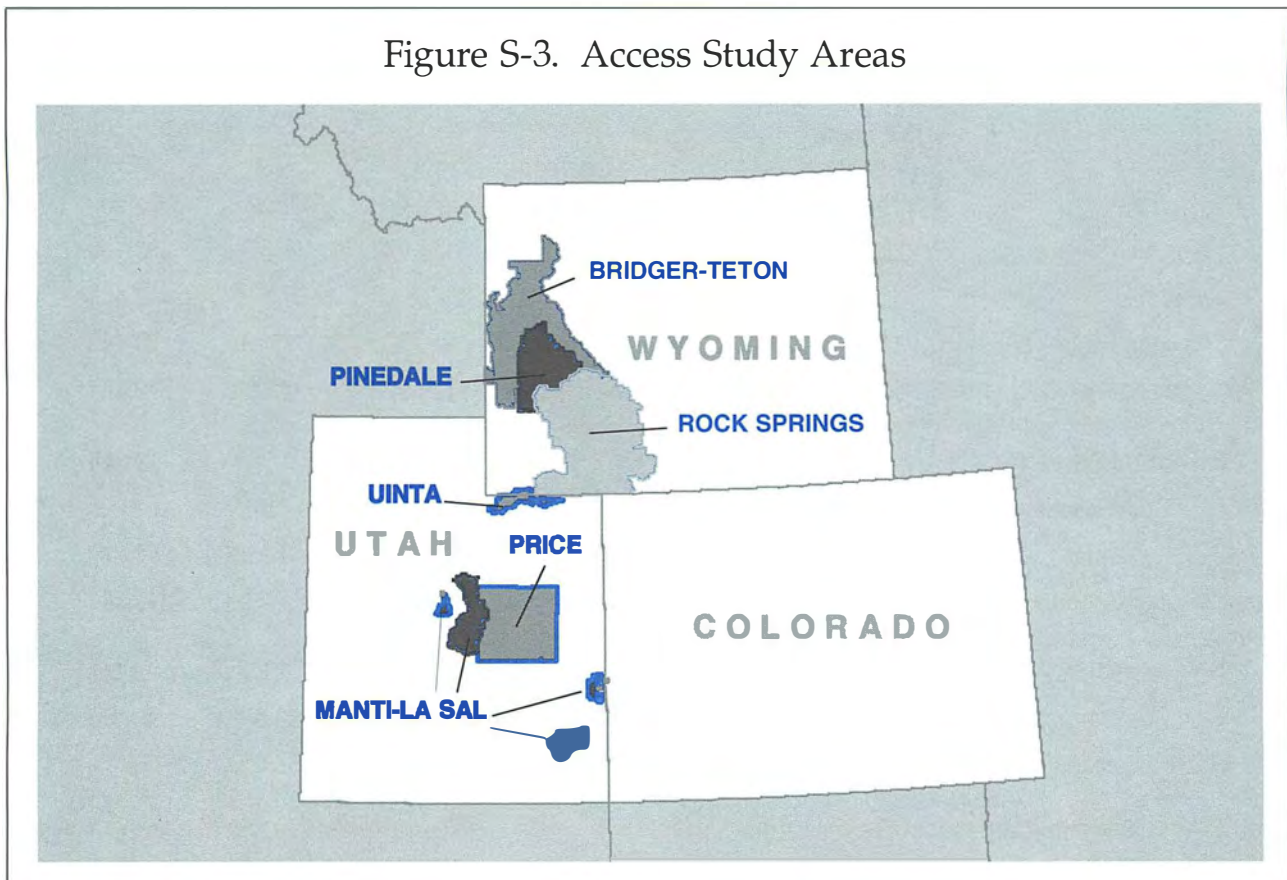 Figure S-3. Access Study Areas
BRIDGER-TETON
WYOMING
PINEDALE
ROCK SPRINGS
UINTA
UTAH
PRICE
COLORADO
MANTI-LA SAL